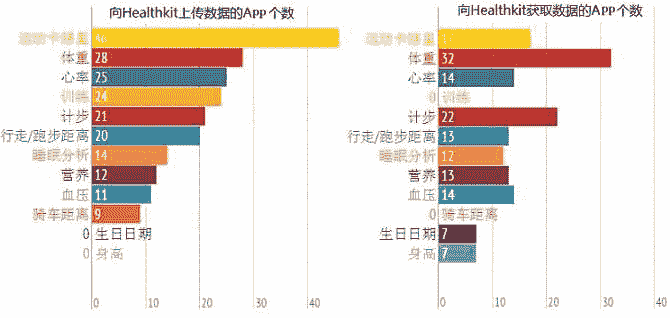 向Healthkit上传数据的APP个数
46
体重 28
心率 25
训练 24
计步 21
行走/跑步距离 20
睡眠分析 14
营养 12
血压 11
骑车距离 9
0 生日日期
0 身高
0 10 20 30 40
向Healthkit获取数据的APP个数
17
体重 32
心率 14
0 训练
计步 22
行走/跑步距离 13
睡眠分析 12
营养 13
血压 14
0 骑车距离
生日日期 7
身高 7
0 10 20 30 40